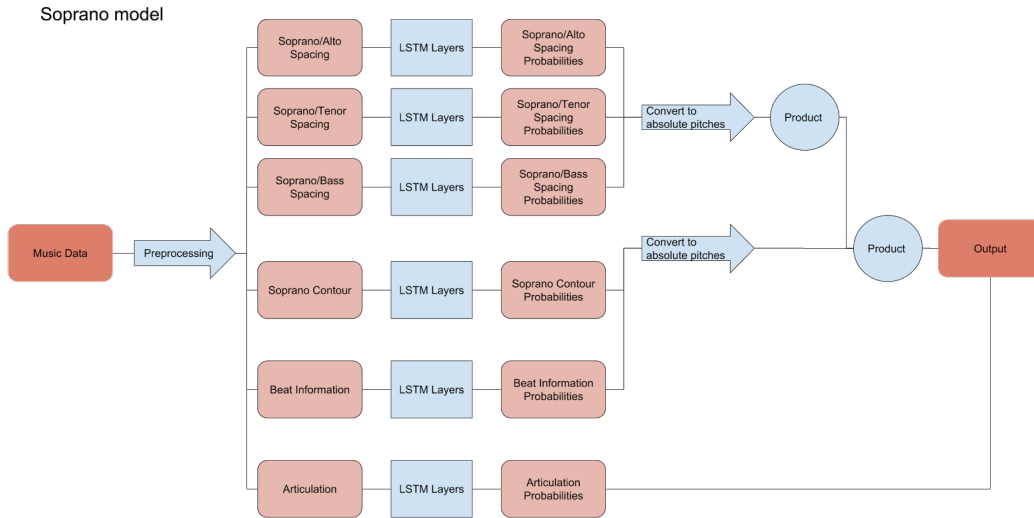 Soprano model
Soprano/Alto
Spacing
LSTM Layers
Soprano/Alto
Spacing
Probabilities
Soprano/Tenor
Spacing
LSTM Layers
Soprano/Tenor
Spacing
Probabilities
Convert to
absolute pitches
Product
Soprano/Bass
Spacing
LSTM Layers
Soprano/Bass
Spacing
Probabilities
Music Data
Preprocessing
Convert to
absolute pitches
Product
Output
Soprano Contour
LSTM Layers
Soprano Contour
Probabilities
Beat Information
LSTM Layers
Beat Information
Probabilities
Articulation
LSTM Layers
Articulation
Probabilities